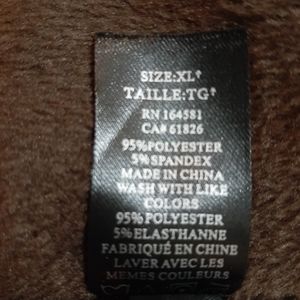 SIZE:XL†
TAILLE:TG†
RN 164581
CA# 61826
95%POLYESTER
5%SPANDEX
MADE IN CHINA
WASH WITH LIKE
COLORS
95%POLYESTER
5%ELASTHANNE
FABRIQUÉ EN CHINE
LAVER AVEC LES
MEMES COULEURS